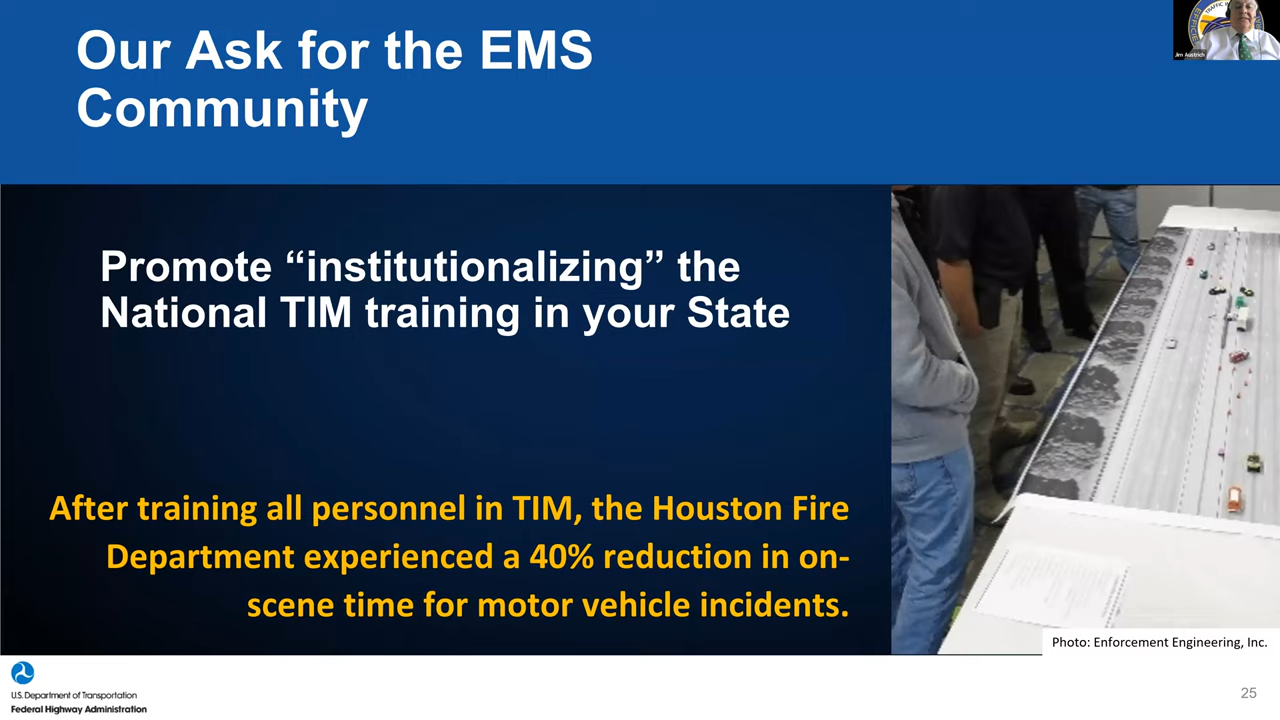 Our Ask for the EMS
Community
Jim Austrich
Promote “institutionalizing” the
National TIM training in your State
After training all personnel in TIM, the Houston Fire
Department experienced a 40% reduction in on-
scene time for motor vehicle incidents.
Photo: Enforcement Engineering, Inc.
U.S. Department of Transportation
Federal Highway Administration
25